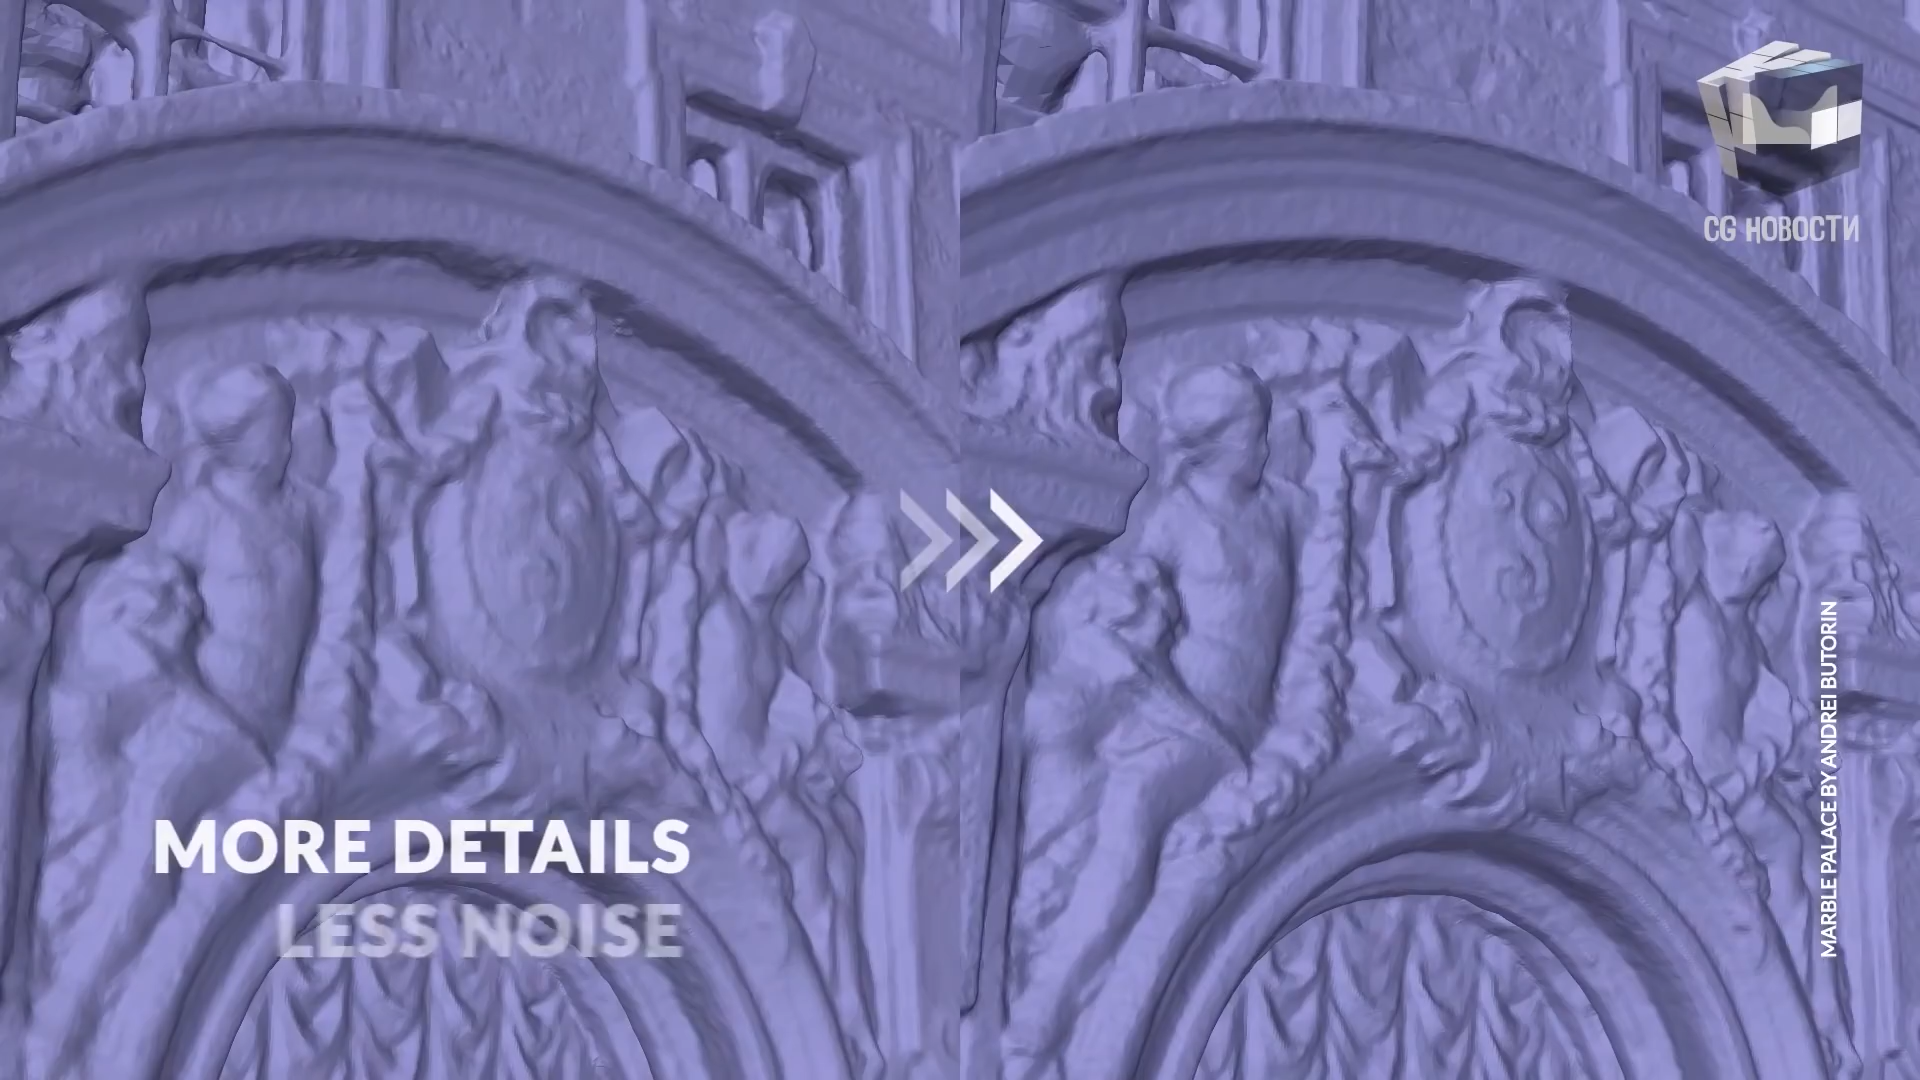 CG НОВОСТИ
MORE DETAILS
LESS NOISE
MARBLE PALACE BY ANDREI BUTORIN